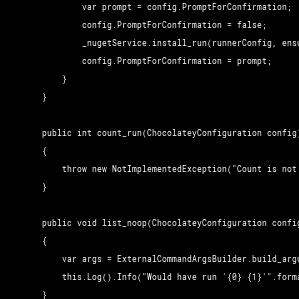 var prompt = config.PromptForConfirmation;
config.PromptForConfirmation = false;
_nugetService.install_run(runnerConfig, ensu
config.PromptForConfirmation = prompt;
}
}
public int count_run(ChocolateyConfiguration config)
{
throw new NotImplementedException("Count is not
}
public void list_noop(ChocolateyConfiguration config
{
var args = ExternalCommandArgsBuilder.build_argu
this.Log().Info("Would have run '{0} {1}'".forma
}